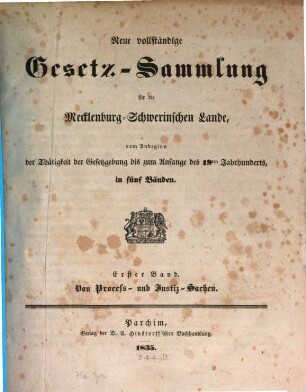 Neue vollständige
Gesetz-Sammlung
für die
Mecklenburg-Schwerinschen Lande,
vom Anbeginn
der Thätigkeit der Gesetzgebung bis zum Anfange des 19ten Jahrhunderts,
in fünf Bänden.
Erster Band.
Von Process- und Justiz-Sachen.
Parchim,
Verlag der D. C. Hinstorff'schen Buchhandlung.
1835.